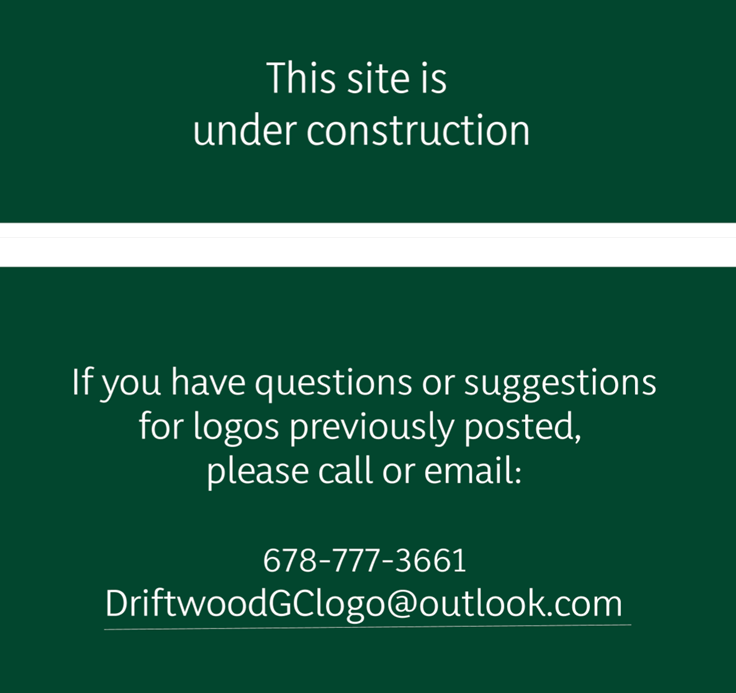 This site is
under construction
If you have questions or suggestions
for logos previously posted,
please call or email:
678-777-3661
DriftwoodGClogo@outlook.com